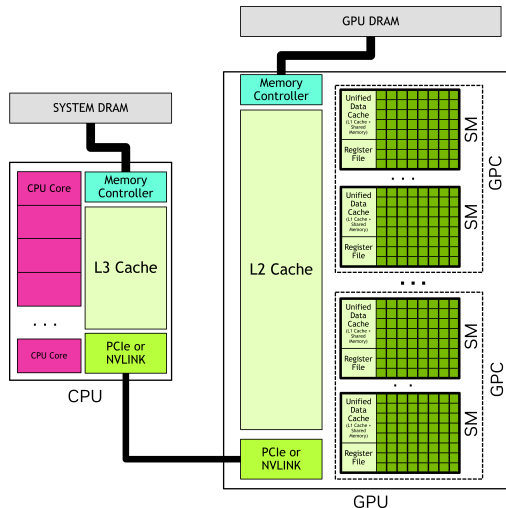 GPU DRAM
SYSTEM DRAM
CPU Core
Memory
Controller
L3 Cache
. . .
CPU Core
PCIe or
NVLINK
CPU
Memory
Controller
L2 Cache
PCIe or
NVLINK
Unified
Data
Cache
(L1 Cache +
Shared
Memory)
Register
File
SM
. . .
Unified
Data
Cache
(L1 Cache +
Shared
Memory)
Register
File
SM
GPC
. . .
Unified
Data
Cache
(L1 Cache +
Shared
Memory)
Register
File
SM
. . .
Unified
Data
Cache
(L1 Cache +
Shared
Memory)
Register
File
SM
GPC
GPU